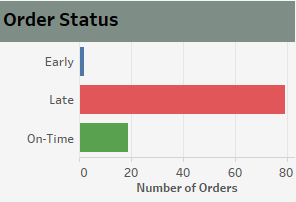 Order Status
Early
Late
On-Time
0 20 40 60 80
Number of Orders